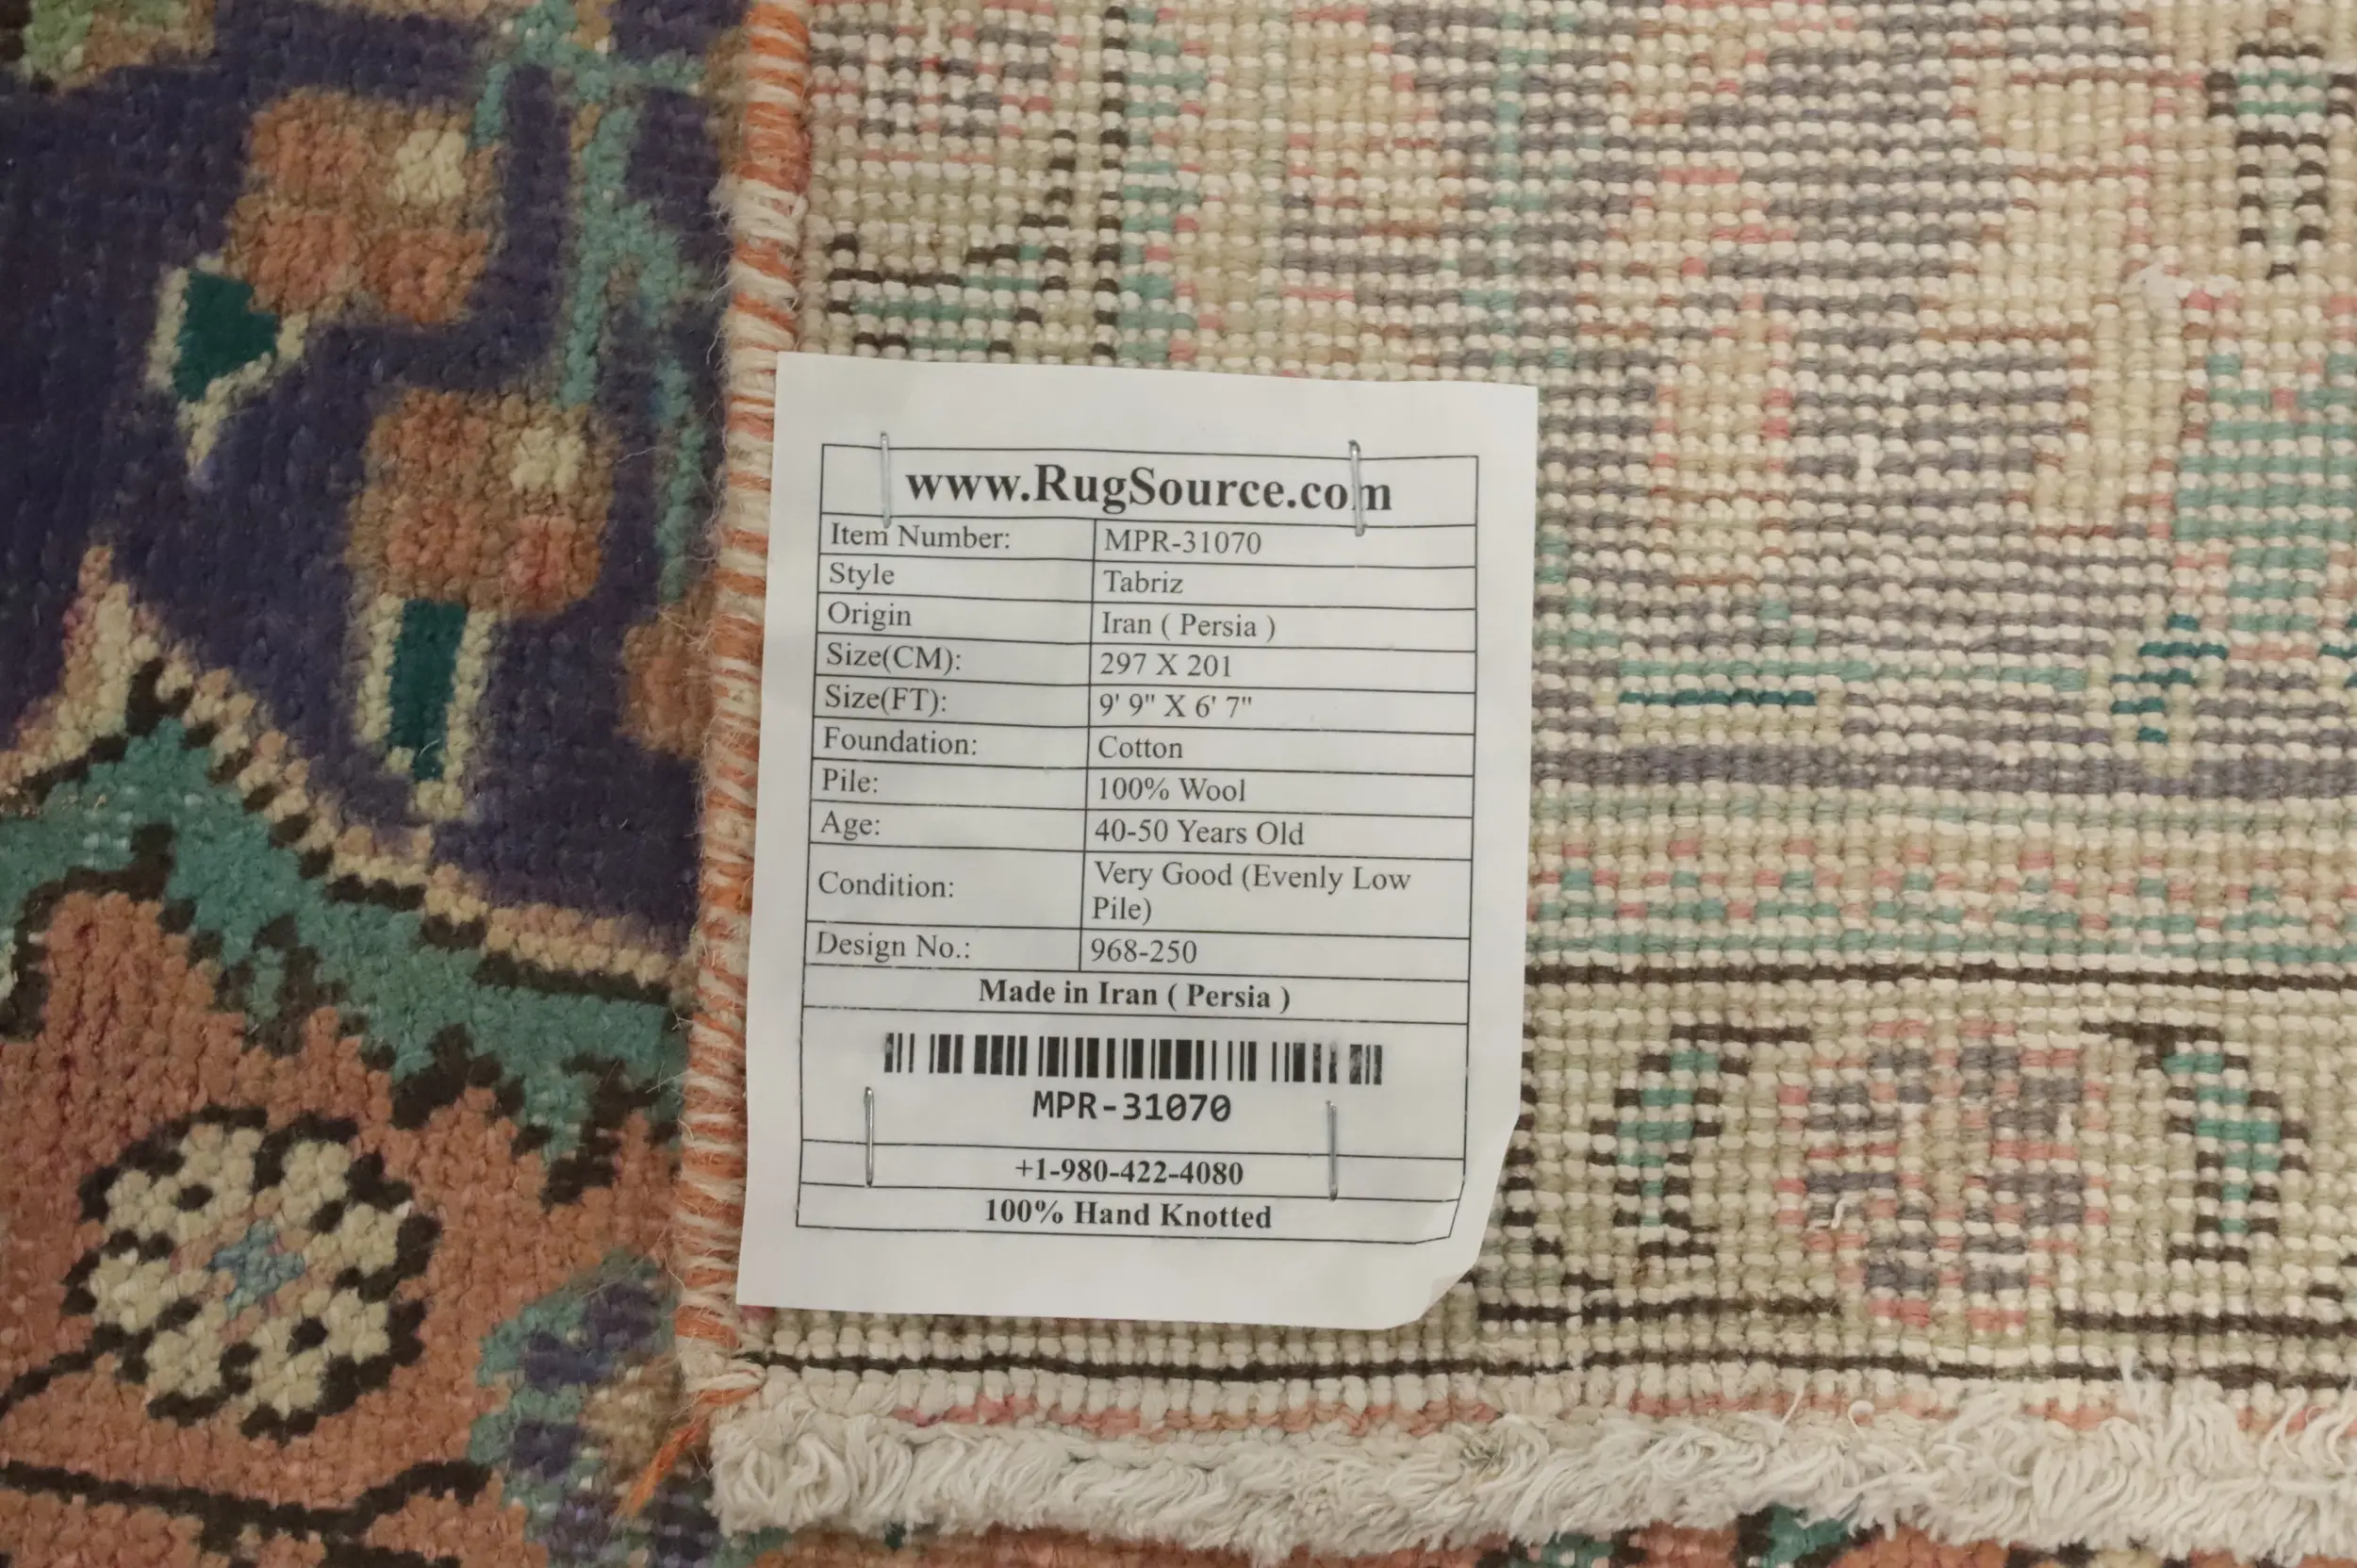 www.RugSource.com
Item Number: MPR-31070
Style Tabriz
Origin Iran ( Persia )
Size(CM): 297 X 201
Size(FT): 9' 9" X 6' 7"
Foundation: Cotton
Pile: 100% Wool
Age: 40-50 Years Old
Condition: Very Good (Evenly Low
Pile)
Design No.: 968-250
Made in Iran ( Persia )
MPR-31070
+1-980-422-4080
100% Hand Knotted